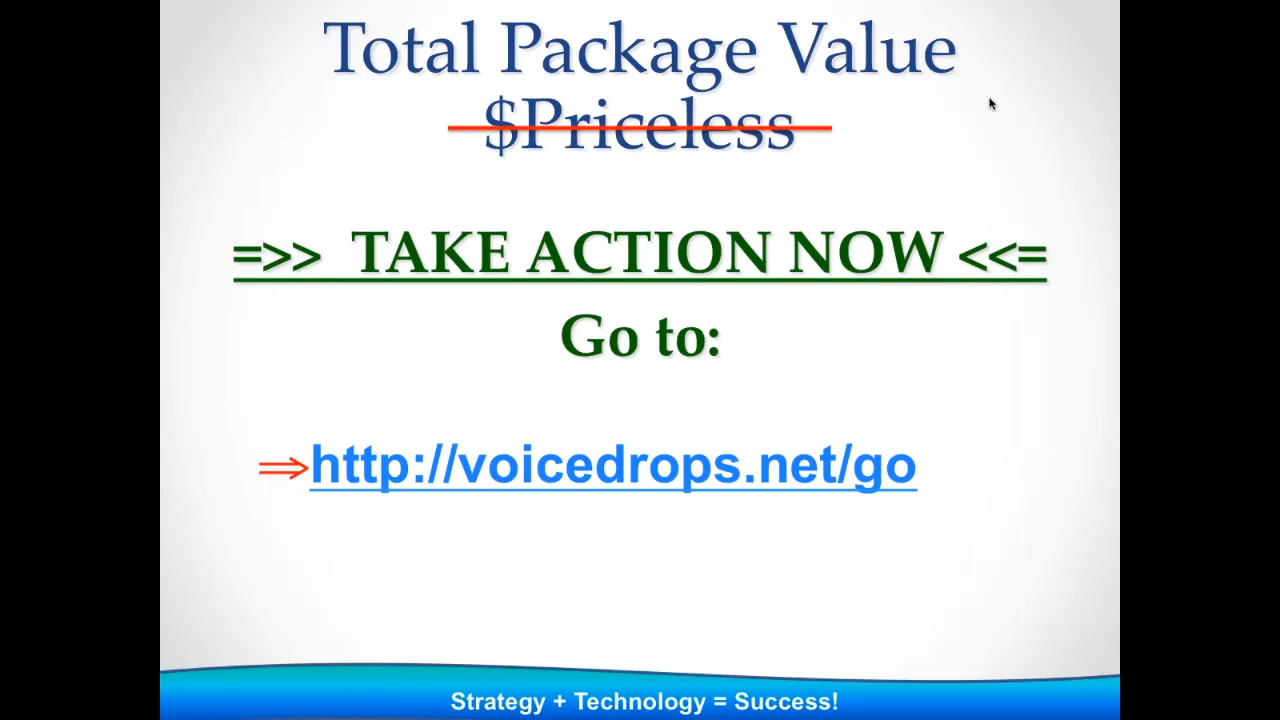 Total Package Value
$Priceless
=>> TAKE ACTION NOW <<=
Go to:
⇒http://voicedrops.net/go
Strategy + Technology = Success!